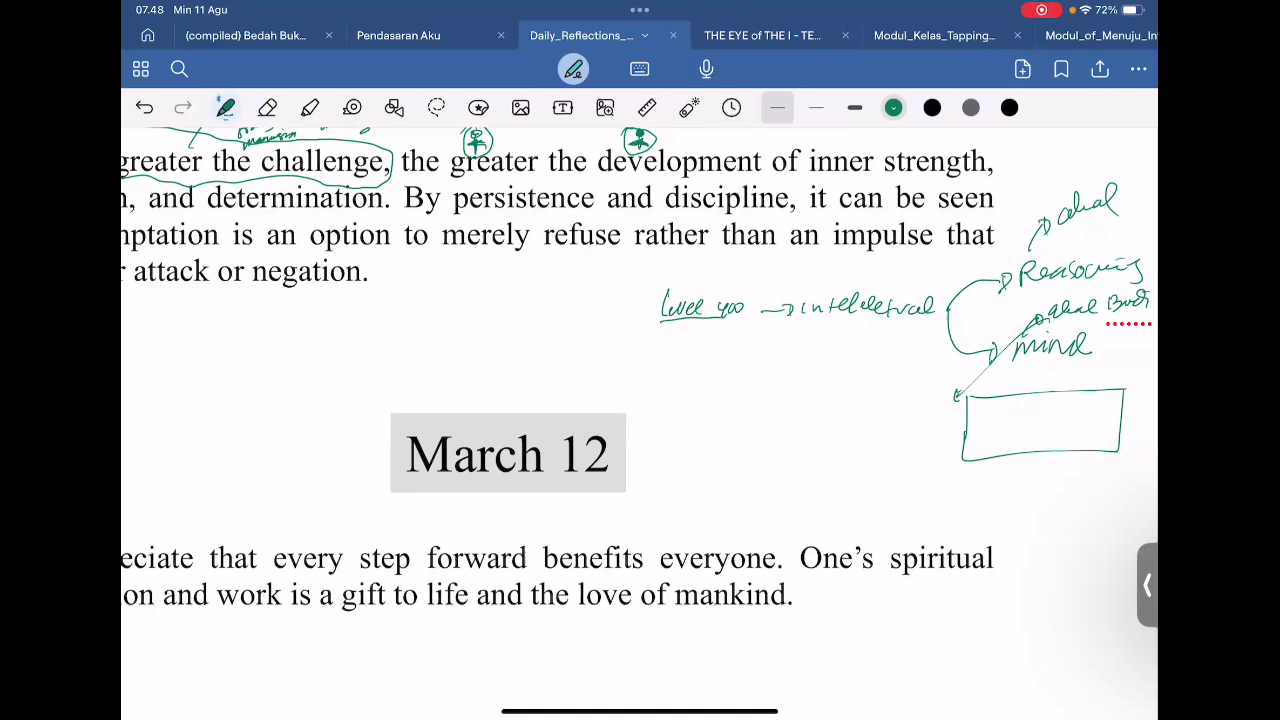 07.48 Min 11 Agu
72%
(compiled) Bedah Buk...
Pendasaran Aku
Daily_Reflections_...
THE EYE of THE I - TE...
Modul_Kelas_Tapping...
Modul_of_Menuju_In
greater the challenge, the greater the development of inner strength,
n, and determination. By persistence and discipline, it can be seen
nptation is an option to merely refuse rather than an impulse that
r attack or negation.
akal
Reasoning
Level 400 → intelektual
akal
mind
March 12
eciate that every step forward benefits everyone. One's spiritual
on and work is a gift to life and the love of mankind.